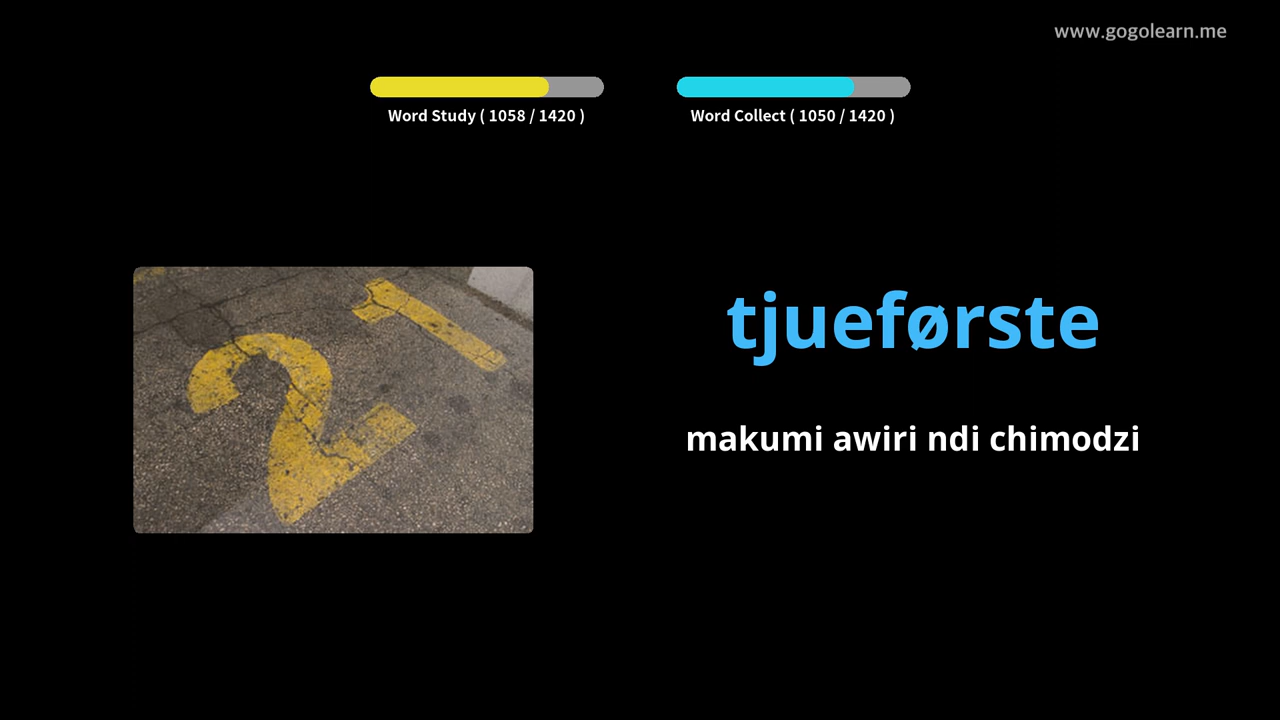 www.gogolearn.me
Word Study ( 1058 / 1420 )
Word Collect ( 1050 / 1420 )
21
tjueførste
makumi awiri ndi chimodzi